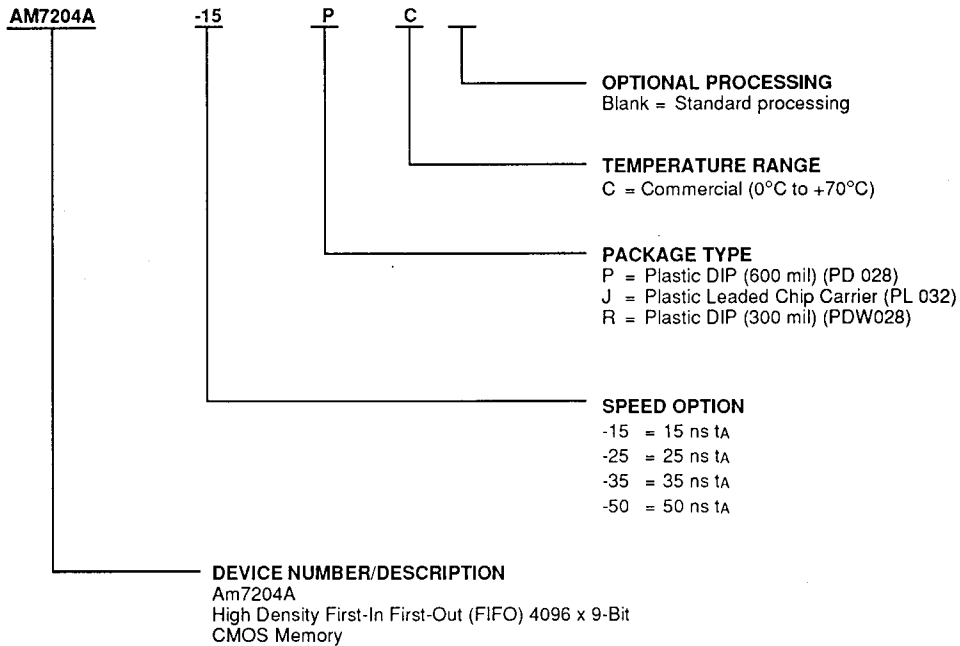 AM7204A -15 P C
OPTIONAL PROCESSING
Blank = Standard processing
TEMPERATURE RANGE
C = Commercial (0°C to +70°C)
PACKAGE TYPE
P = Plastic DIP (600 mil) (PD 028)
J = Plastic Leaded Chip Carrier (PL 032)
R = Plastic DIP (300 mil) (PDW028)
SPEED OPTION
-15 = 15 ns tA
-25 = 25 ns tA
-35 = 35 ns tA
-50 = 50 ns tA
DEVICE NUMBER/DESCRIPTION
Am7204A
High Density First-In First-Out (FIFO) 4096 x 9-Bit
CMOS Memory